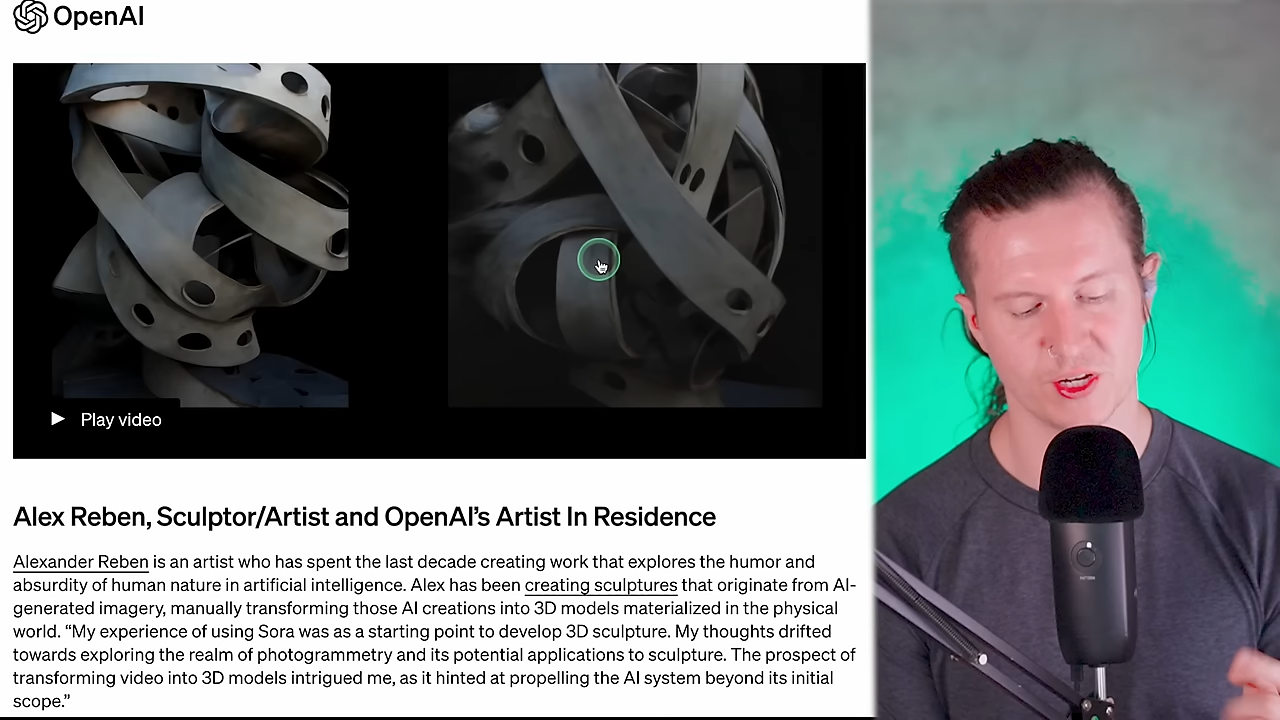 OpenAI
Play video
Alex Reben, Sculptor/Artist and OpenAI’s Artist In Residence
Alexander Reben is an artist who has spent the last decade creating work that explores the humor and
absurdity of human nature in artificial intelligence. Alex has been creating sculptures that originate from AI-
generated imagery, manually transforming those AI creations into 3D models materialized in the physical
world. “My experience of using Sora was as a starting point to develop 3D sculpture. My thoughts drifted
towards exploring the realm of photogrammetry and its potential applications to sculpture. The prospect of
transforming video into 3D models intrigued me, as it hinted at propelling the AI system beyond its initial
scope.”